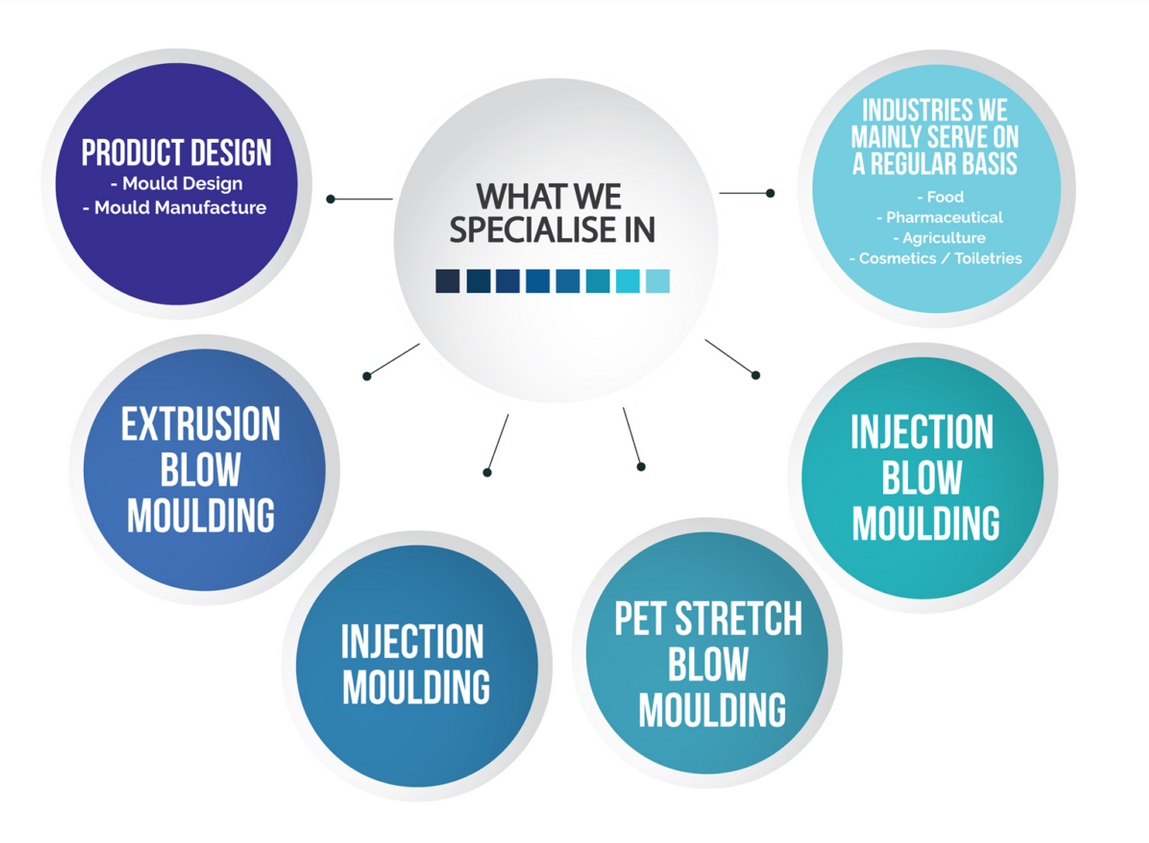 WHAT WE
SPECIALISE IN
PRODUCT DESIGN
- Mould Design
- Mould Manufacture
EXTRUSION
BLOW
MOULDING
INJECTION
MOULDING
PET STRETCH
BLOW
MOULDING
INJECTION
BLOW
MOULDING
INDUSTRIES WE
MAINLY SERVE ON
A REGULAR BASIS
- Food
- Pharmaceutical
- Agriculture
- Cosmetics / Toiletries